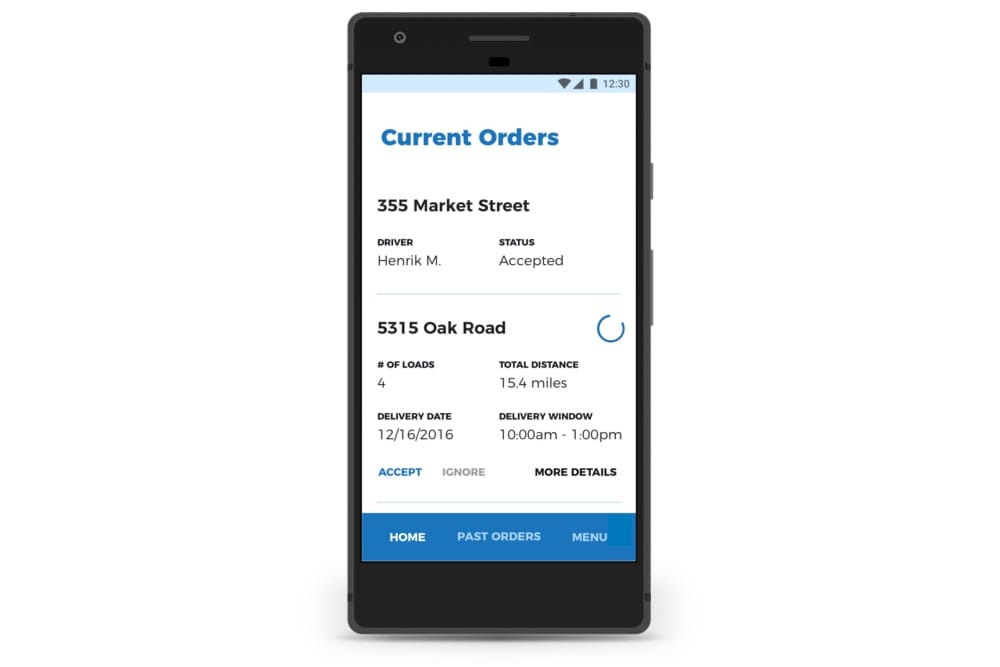 12:30
Current Orders
355 Market Street
DRIVER STATUS
Henrik M. Accepted
5315 Oak Road
# OF LOADS TOTAL DISTANCE
4 15.4 miles
DELIVERY DATE DELIVERY WINDOW
12/16/2016 10:00am - 1:00pm
ACCEPT IGNORE MORE DETAILS
HOME PAST ORDERS MENU